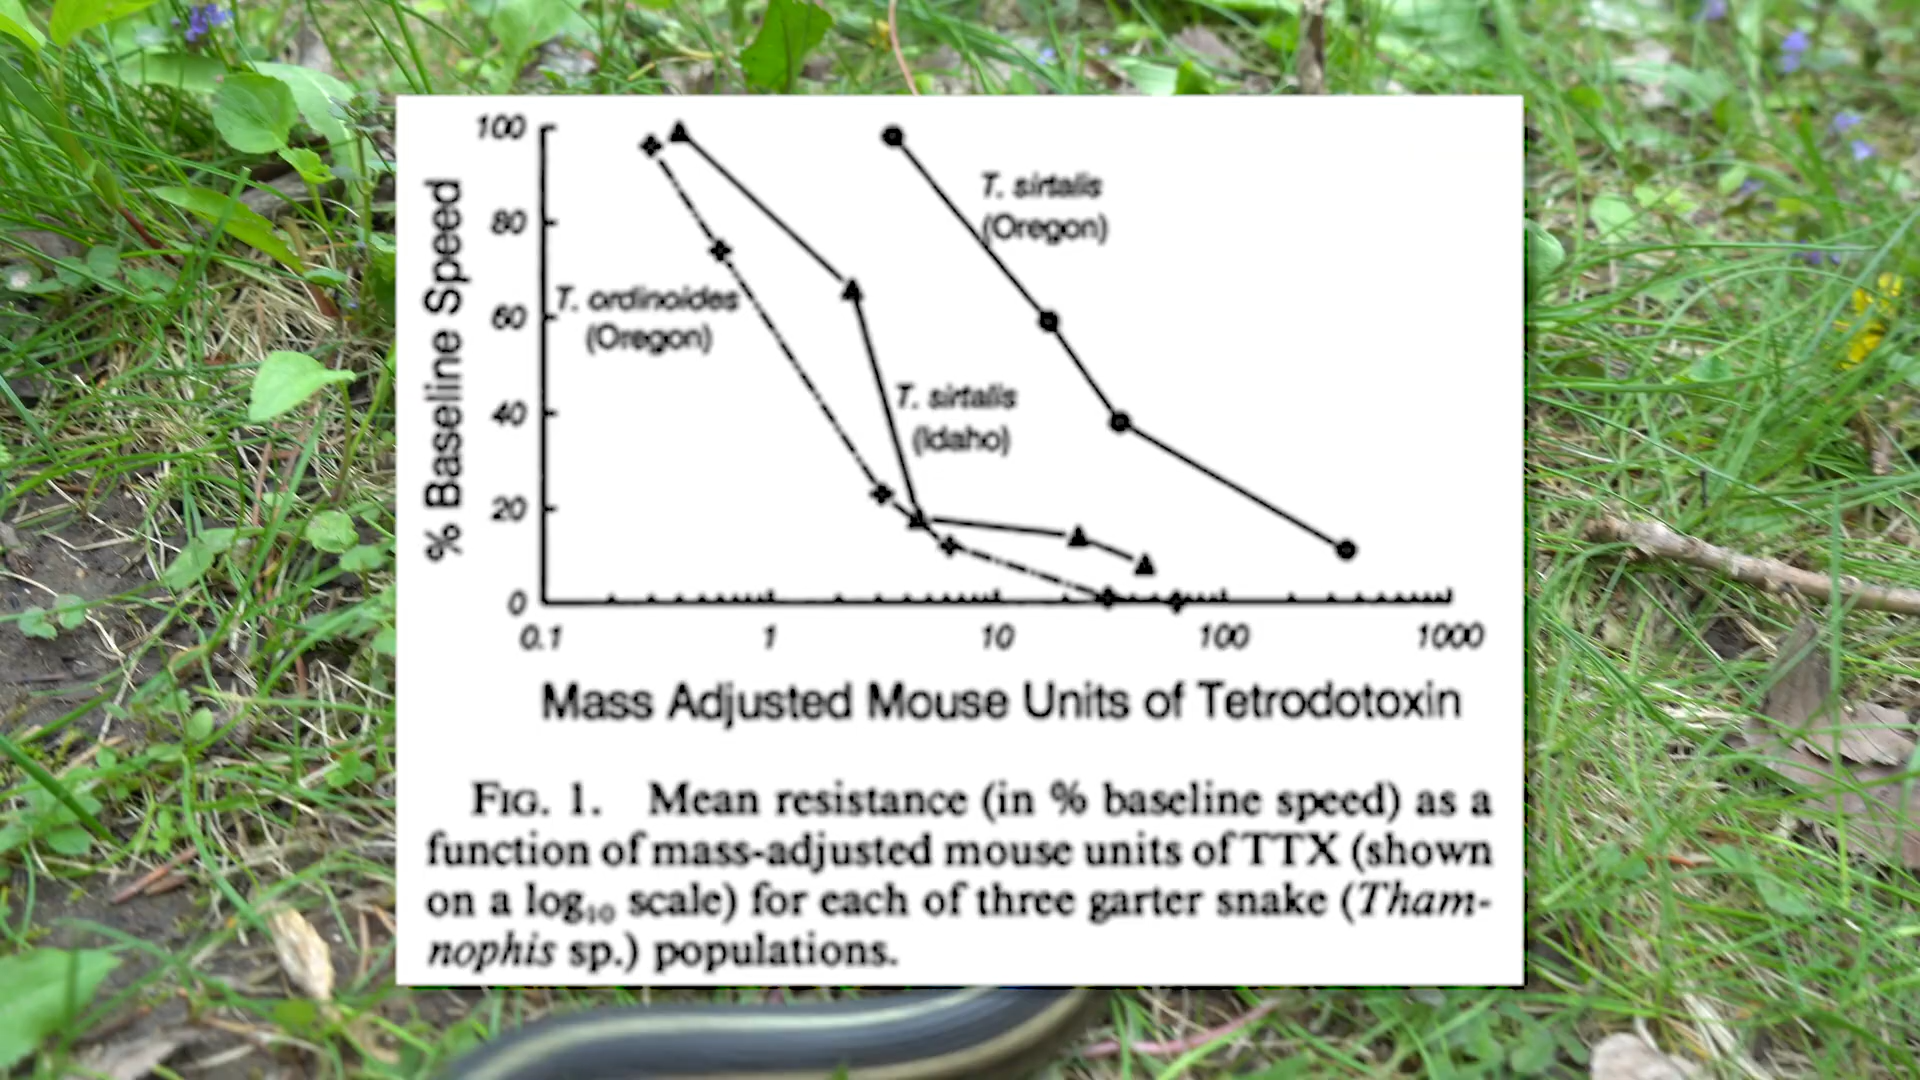 100
80
60
40
20
0
% Baseline Speed
T. sirtalis
(Oregon)
T. ordinoides
(Oregon)
T. sirtalis
(Idaho)
0.1 1 10 100 1000
Mass Adjusted Mouse Units of Tetrodotoxin
FIG. 1. Mean resistance (in % baseline speed) as a
function of mass-adjusted mouse units of TTX (shown
on a log₁₀ scale) for each of three garter snake (Tham-
nophis sp.) populations.